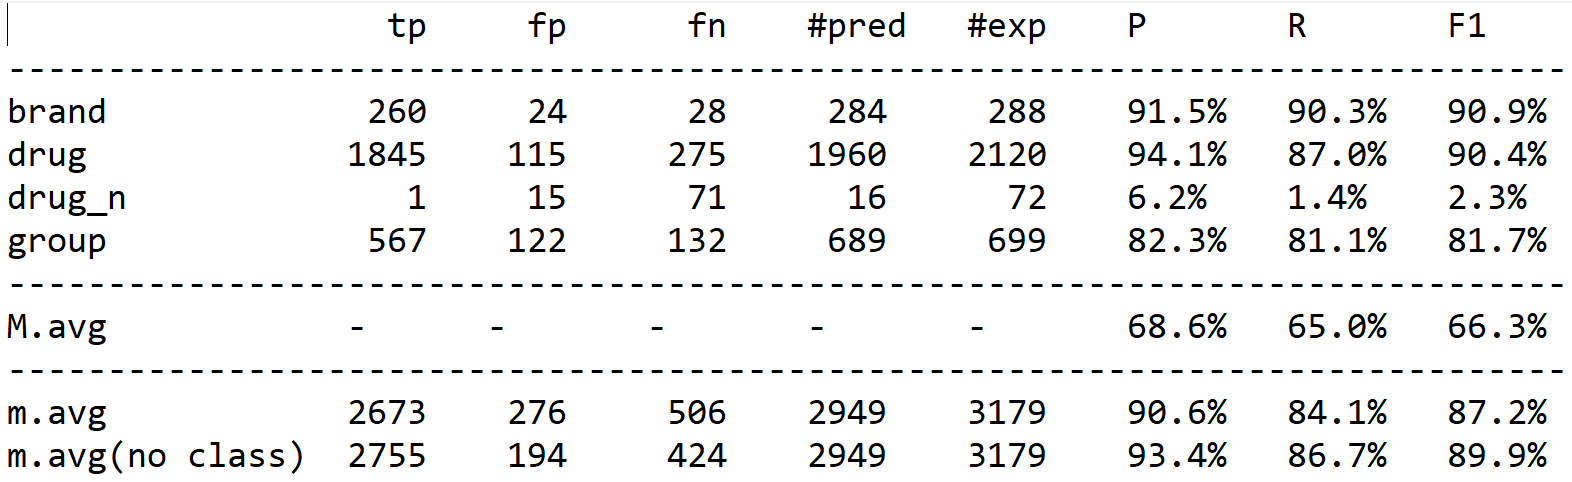 tp fp fn #pred #exp P R F1
------------------------------------------------------------------------------
brand 260 24 28 284 288 91.5% 90.3% 90.9%
drug 1845 115 275 1960 2120 94.1% 87.0% 90.4%
drug_n 1 15 71 16 72 6.2% 1.4% 2.3%
group 567 122 132 689 699 82.3% 81.1% 81.7%
------------------------------------------------------------------------------
M.avg - - - - - 68.6% 65.0% 66.3%
------------------------------------------------------------------------------
m.avg 2673 276 506 2949 3179 90.6% 84.1% 87.2%
m.avg(no class) 2755 194 424 2949 3179 93.4% 86.7% 89.9%